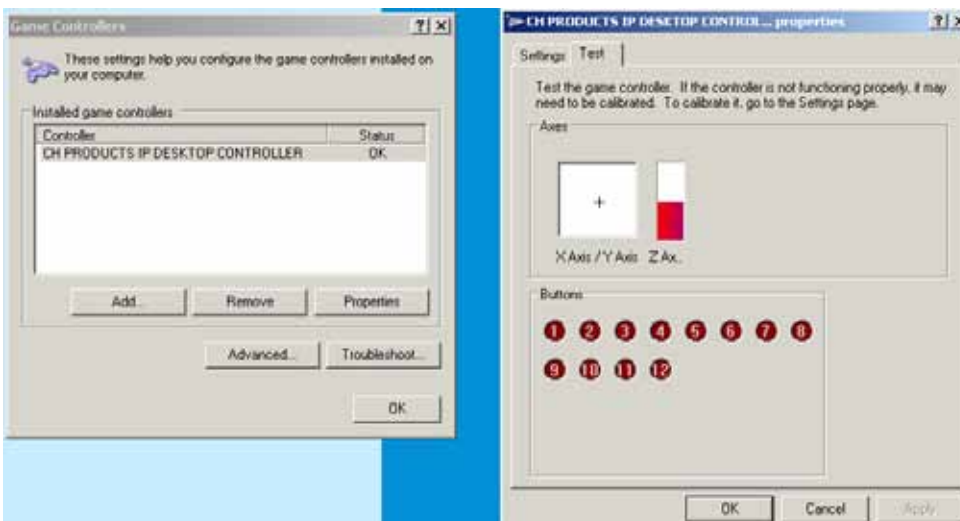 Game Controllers
These settings help you configure the game controllers installed on
your computer.
Installed game controllers
Controller Status
CH PRODUCTS IP DESKTOP CONTROLLER OK
Add... Remove Properties
Advanced... Troubleshoot...
OK
CH PRODUCTS IP DESKTOP CONTROL... properties
Settings Test
Test the game controller. If the controller is not functioning properly, it may
need to be calibrated. To calibrate it, go to the Settings page.
Axes
X Axis / Y Axis Z Ax..
Buttons
1 2 3 4 5 6 7 8
9 10 11 12
OK Cancel Apply